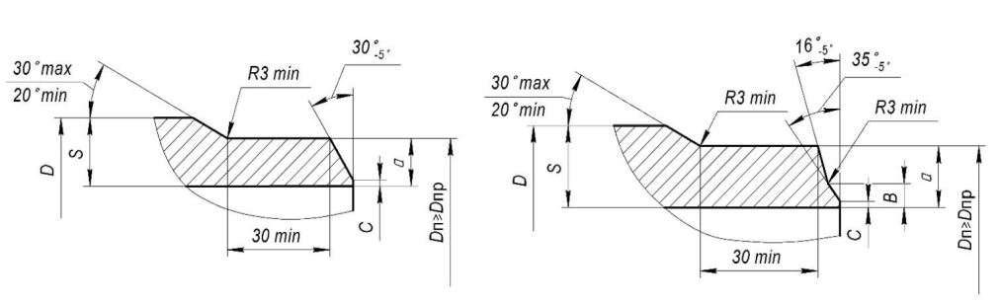 30°max
20°min
R3 min
30°-5°
D
S
a
C
Dп≥Dпр
30 min
30°max
20°min
R3 min
16°-5°
35°-5°
R3 min
D
S
a
B
C
Dп≥Dпр
30 min